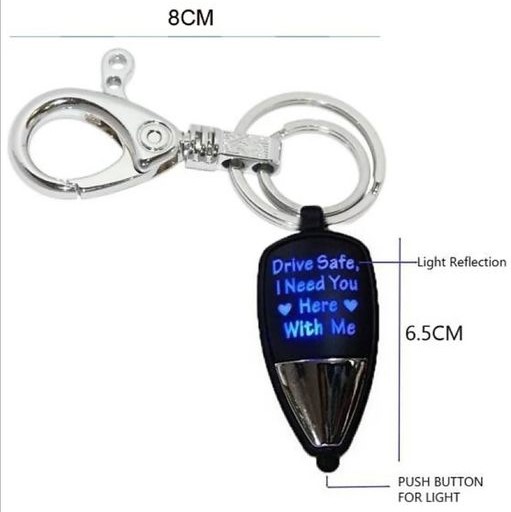 8CM
Drive Safe,
I Need You
Here
With Me
Light Reflection
6.5CM
PUSH BUTTON
FOR LIGHT